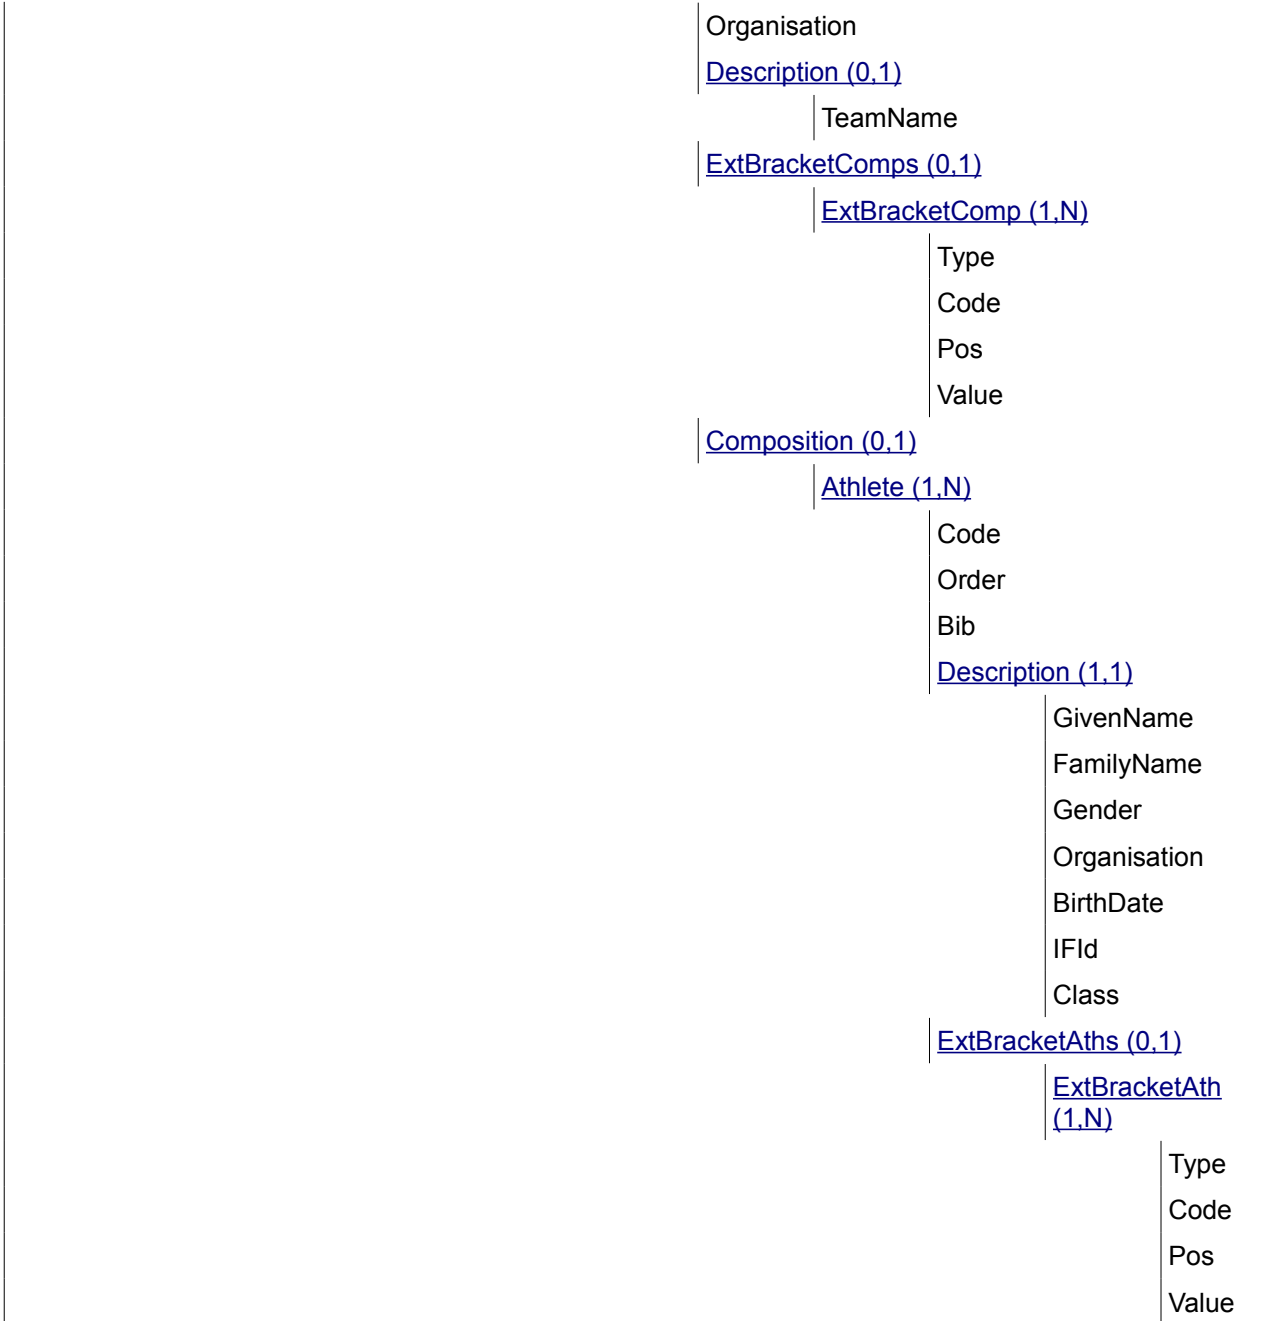 Organisation
Description (0,1)
TeamName
ExtBracketComps (0,1)
ExtBracketComp (1,N)
Type
Code
Pos
Value
Composition (0,1)
Athlete (1,N)
Code
Order
Bib
Description (1,1)
GivenName
FamilyName
Gender
Organisation
BirthDate
IFId
Class
ExtBracketAths (0,1)
ExtBracketAth
(1,N)
Type
Code
Pos
Value